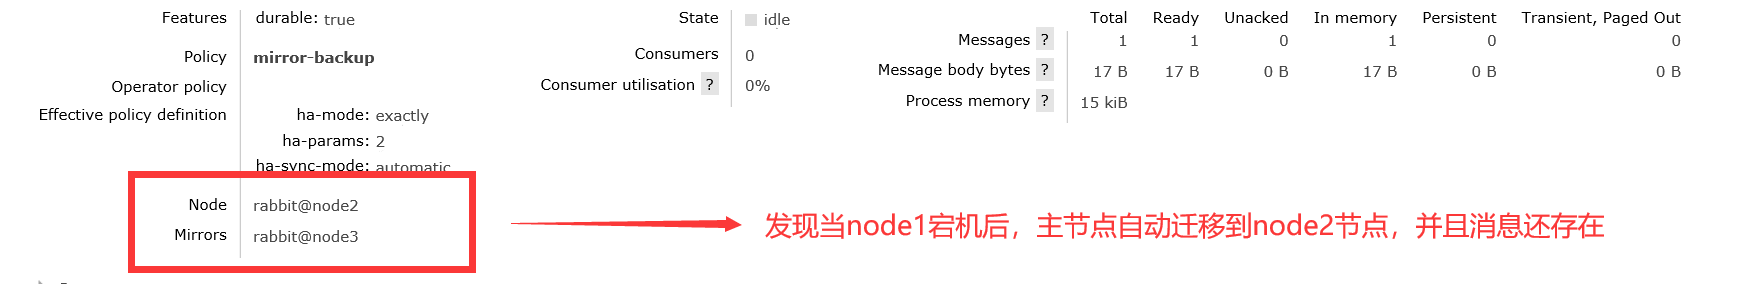 Features durable: true
Policy mirror-backup
Operator policy
Effective policy definition ha-mode: exactly
ha-params: 2
ha-sync-mode: automatic
Node rabbit@node2
Mirrors rabbit@node3
State idle
Consumers 0
Consumer utilisation ? 0%
Total Ready Unacked In memory Persistent Transient, Paged Out
Messages ? 1 1 0 1 0 0
Message body bytes ? 17 B 17 B 0 B 17 B 0 B 0 B
Process memory ? 15 kiB
发现当node1宕机后，主节点自动迁移到node2节点，并且消息还存在